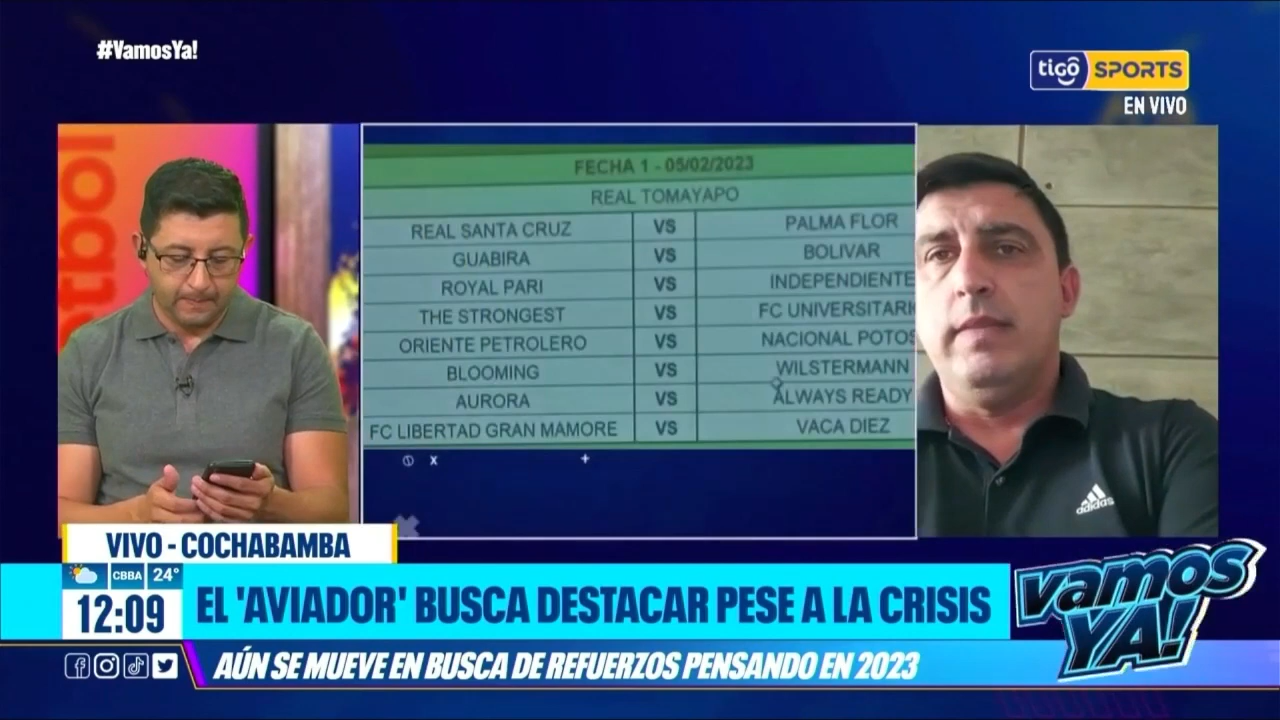 #VamosYa!
tigo SPORTS
EN VIVO
futbol
FECHA 1 - 05/02/2023
REAL TOMAYAPO
REAL SANTA CRUZ VS PALMA FLOR
GUABIRA VS BOLIVAR
ROYAL PARI VS INDEPENDIENTE
THE STRONGEST VS FC UNIVERSITARI
ORIENTE PETROLERO VS NACIONAL POTOS
BLOOMING VS WILSTERMANN
AURORA VS ALWAYS READY
FC LIBERTAD GRAN MAMORE VS VACA DIEZ
adidas
VIVO - COCHABAMBA
CBBA 24°
12:09
EL 'AVIADOR' BUSCA DESTACAR PESE A LA CRISIS
vamos YA!
AÚN SE MUEVE EN BUSCA DE REFUERZOS PENSANDO EN 2023